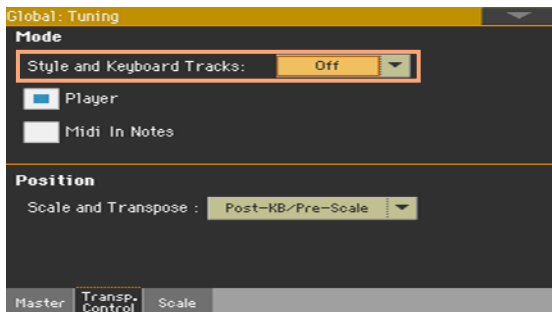 Global: Tuning
Mode
Style and Keyboard Tracks: Off
Player
Midi In Notes
Position
Scale and Transpose : Post-KB/Pre-Scale
Master Transp. Control Scale